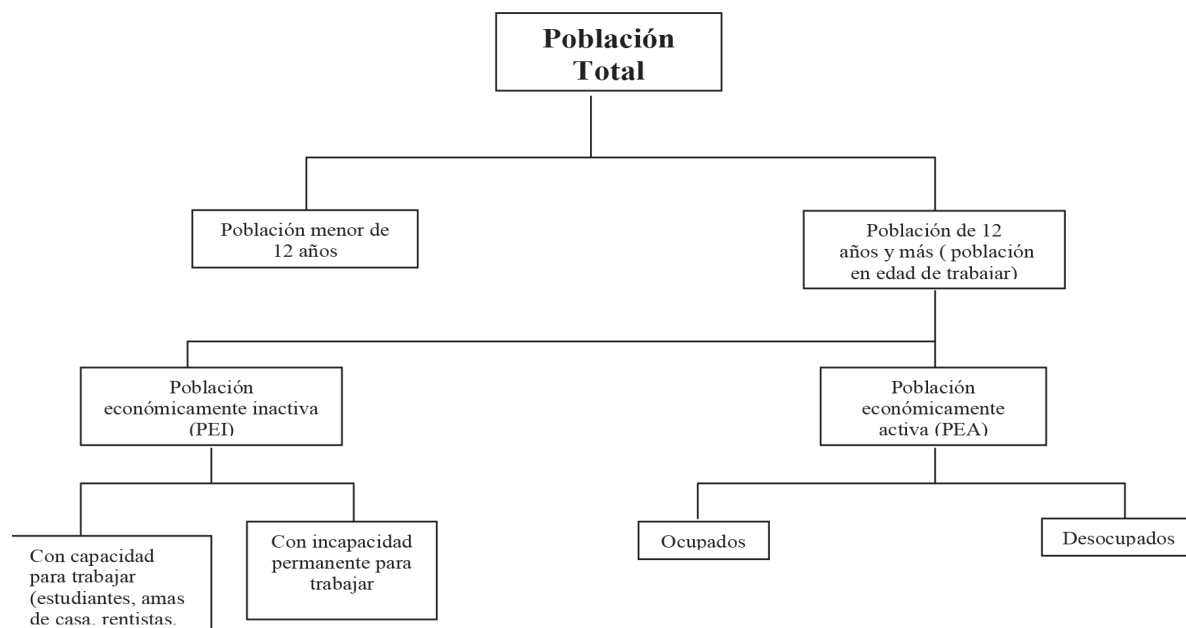 Población
Total
Población menor de
12 años
Población de 12
años y más ( población
en edad de trabajar)
Población
económicamente inactiva
(PEI)
Población
económicamente
activa (PEA)
Con capacidad
para trabajar
(estudiantes, amas
de casa, rentistas,
Con incapacidad
permanente para
trabajar
Ocupados
Desocupados